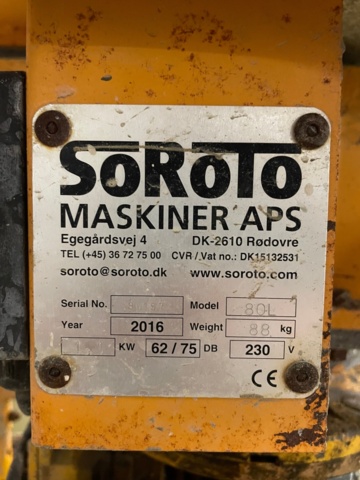 SoRoTo
MASKINER APS
Egegårdsvej 4 DK-2610 Rødovre
TEL (+45) 36 72 75 00 CVR /Vat no.: DK15132531
soroto@soroto.dk www.soroto.com
Serial No. Model 80L
Year 2016 Weight 88 kg
KW 62/75 DB 230 V
CE